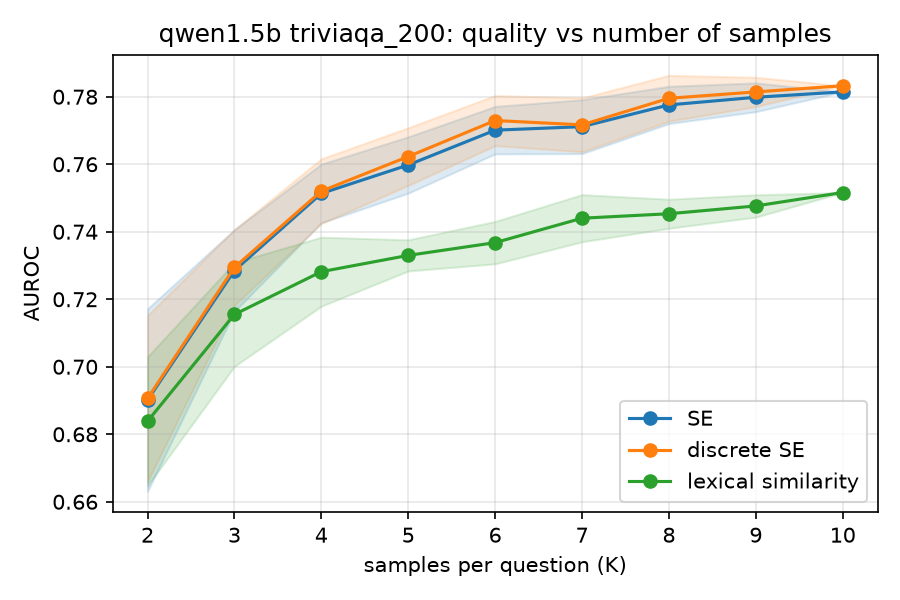 qwen1.5b triviaqa_200: quality vs number of samples
0.78
0.76
0.74
0.72
0.70
0.68
0.66
AUROC
SE
discrete SE
lexical similarity
2 3 4 5 6 7 8 9 10
samples per question (K)